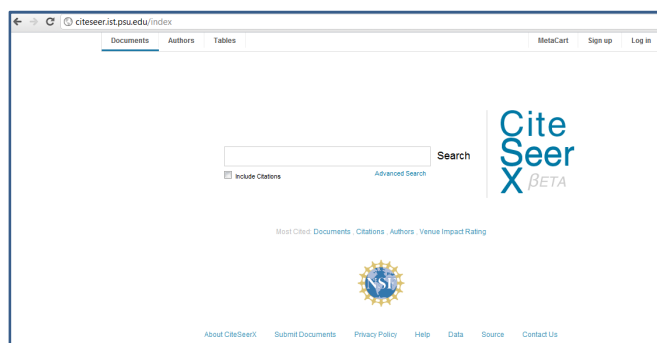 citeseer.ist.psu.edu/index
Documents Authors Tables MetaCart Sign up Log in
Cite
Seer
X βETA
Search
Include Citations Advanced Search
Most Cited: Documents , Citations , Authors , Venue Impact Rating
NSF
About CiteSeerX Submit Documents Privacy Policy Help Data Source Contact Us